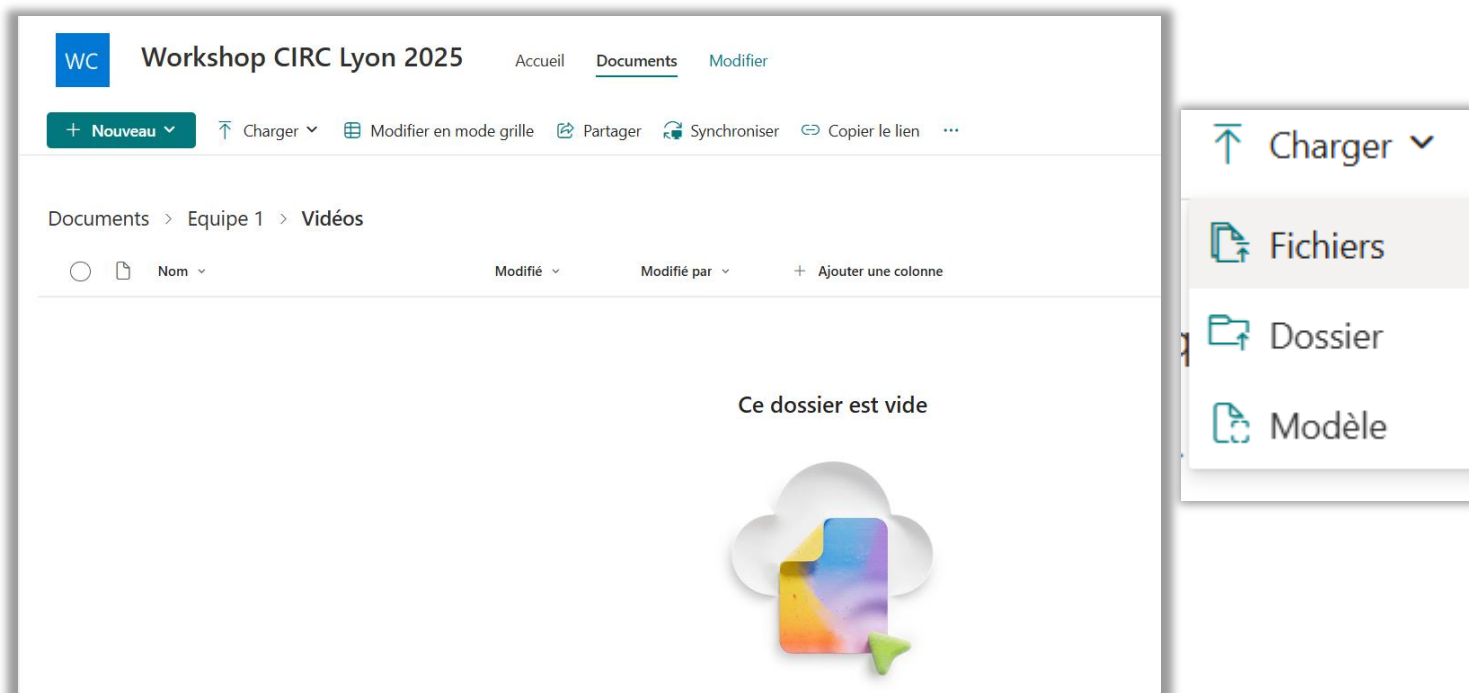 WC Workshop CIRC Lyon 2025 Accueil Documents Modifier
+ Nouveau Charger Modifier en mode grille Partager Synchroniser Copier le lien ...
Documents > Equipe 1 > Vidéos
Nom Modifié Modifié par + Ajouter une colonne
Ce dossier est vide
Charger
Fichiers
Dossier
Modèle